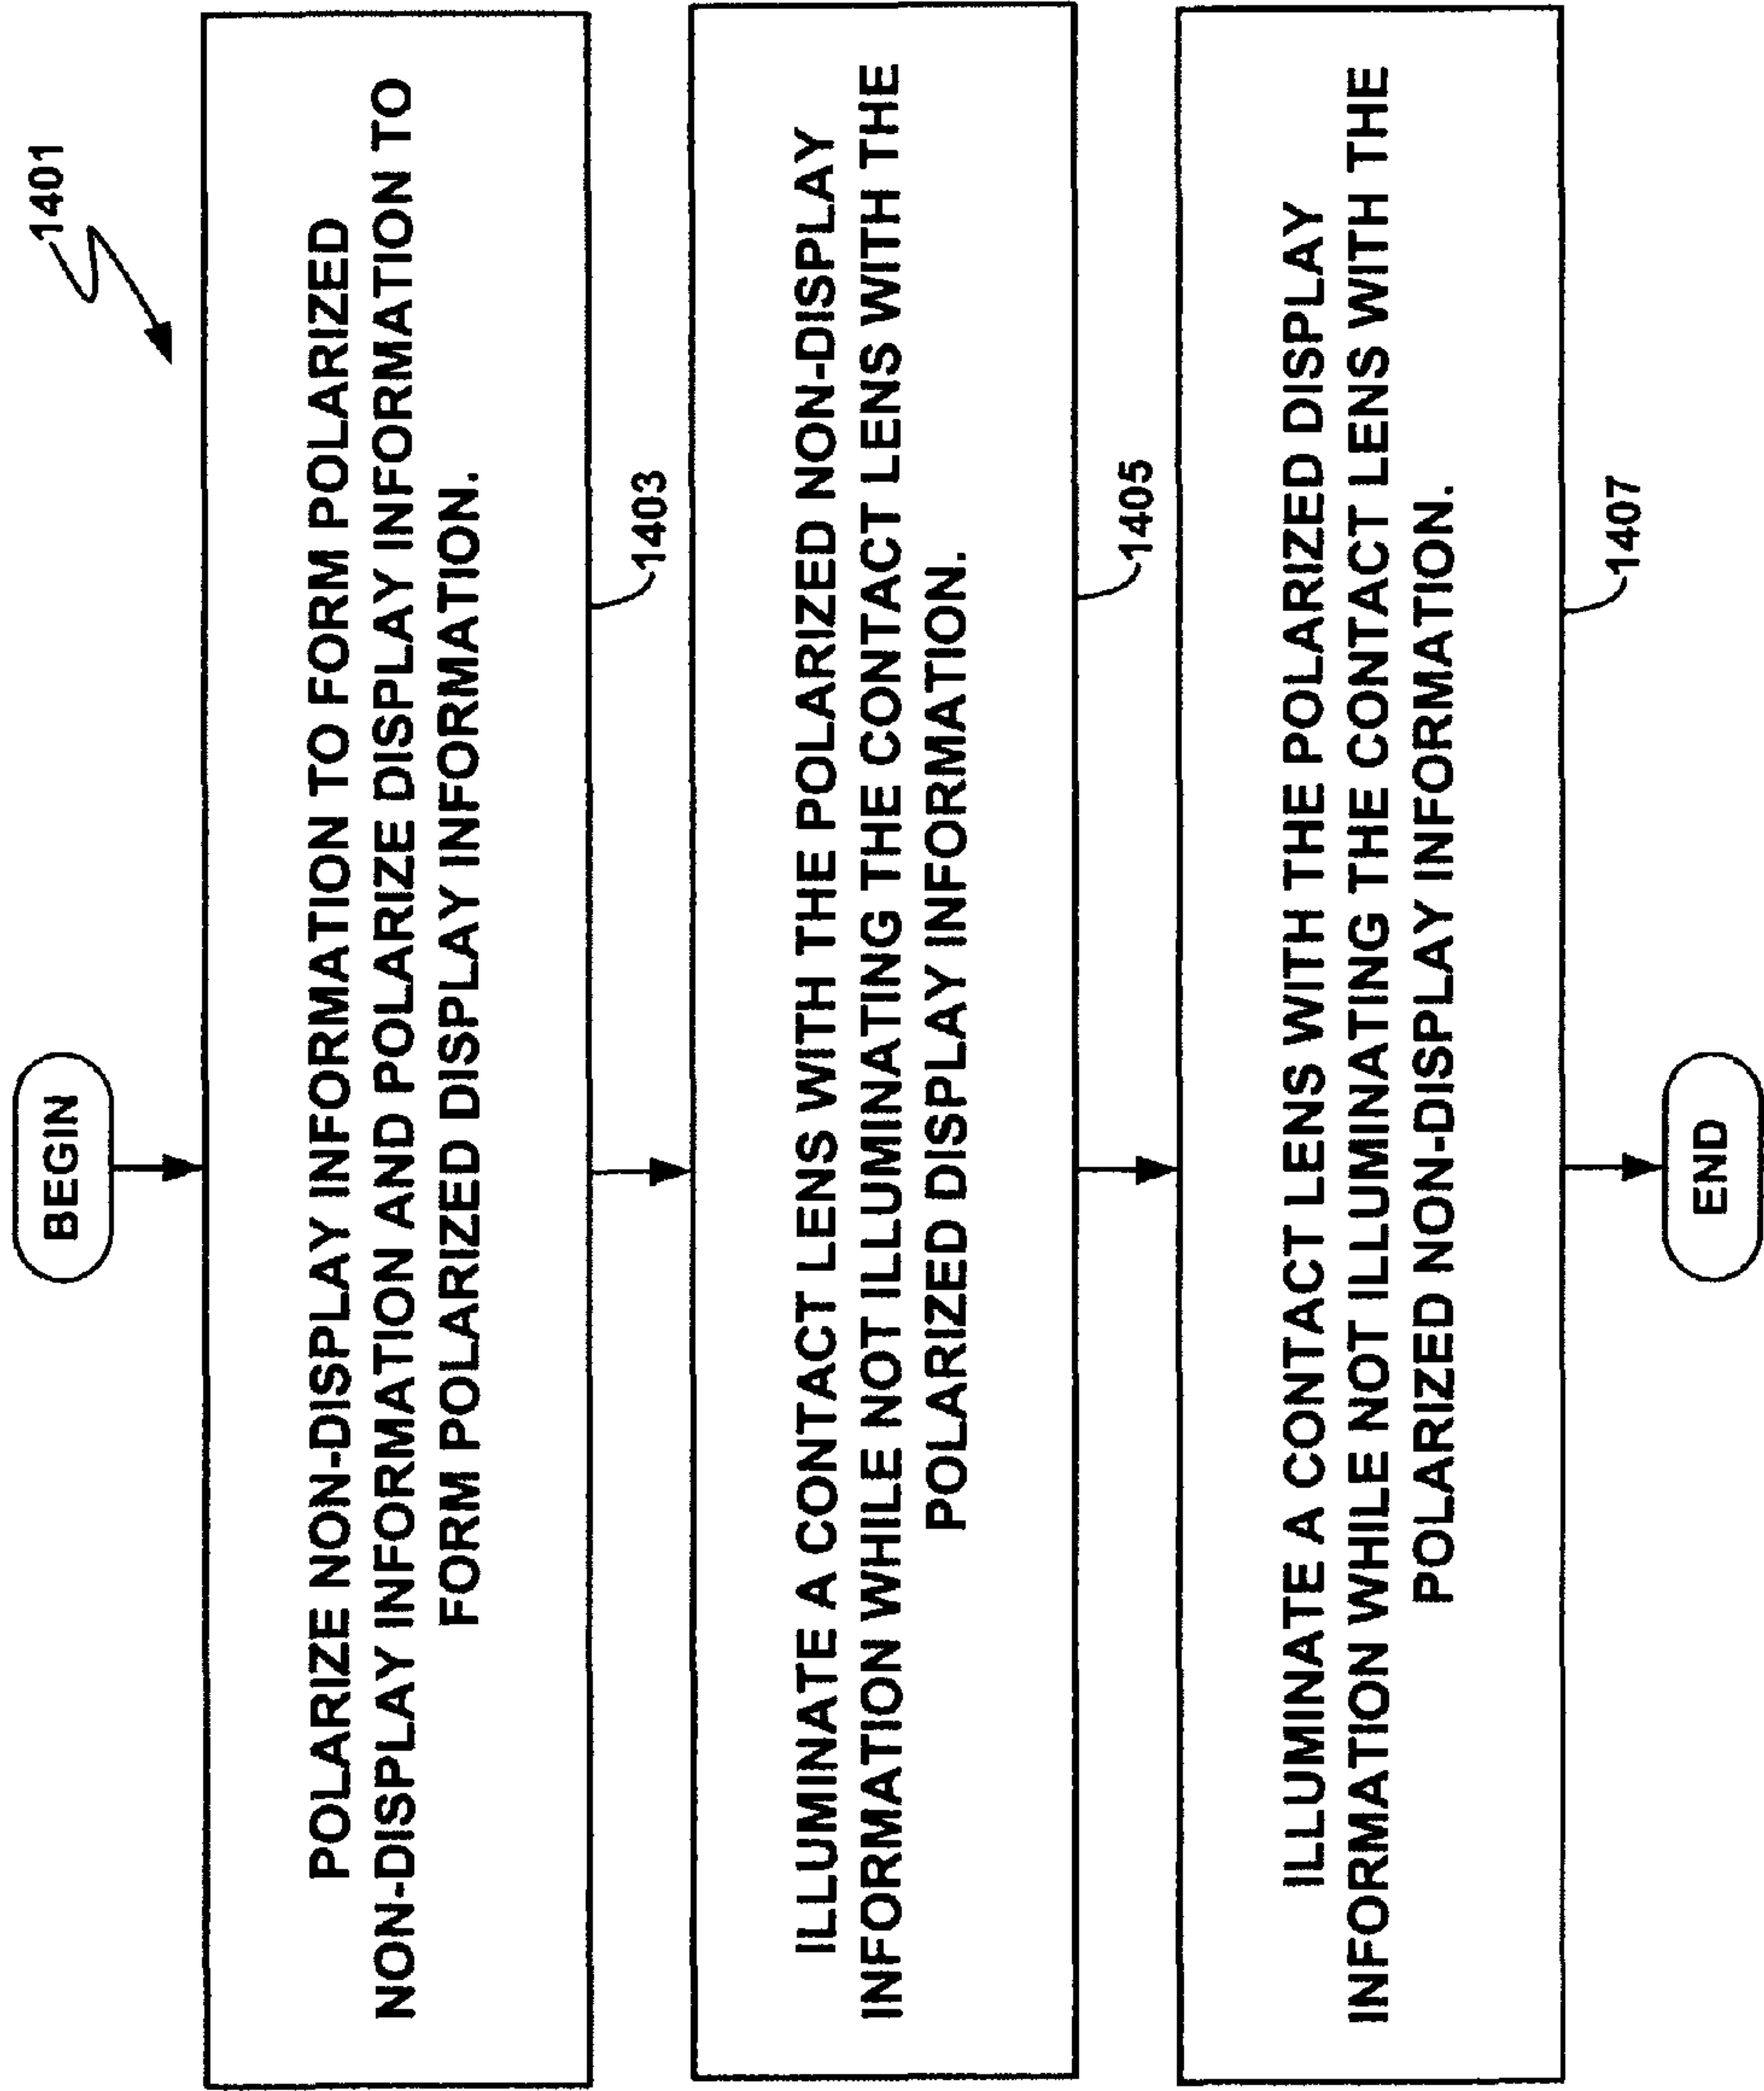 1401
BEGIN
POLARIZE NON-DISPLAY INFORMATION TO FORM POLARIZED
NON-DISPLAY INFORMATION AND POLARIZE DISPLAY INFORMATION TO
FORM POLARIZED DISPLAY INFORMATION.
1403
ILLUMINATE A CONTACT LENS WITH THE POLARIZED NON-DISPLAY
INFORMATION WHILE NOT ILLUMINATING THE CONTACT LENS WITH THE
POLARIZED DISPLAY INFORMATION.
1405
ILLUMINATE A CONTACT LENS WITH THE POLARIZED DISPLAY
INFORMATION WHILE NOT ILLUMINATING THE CONTACT LENS WITH THE
POLARIZED NON-DISPLAY INFORMATION.
1407
END